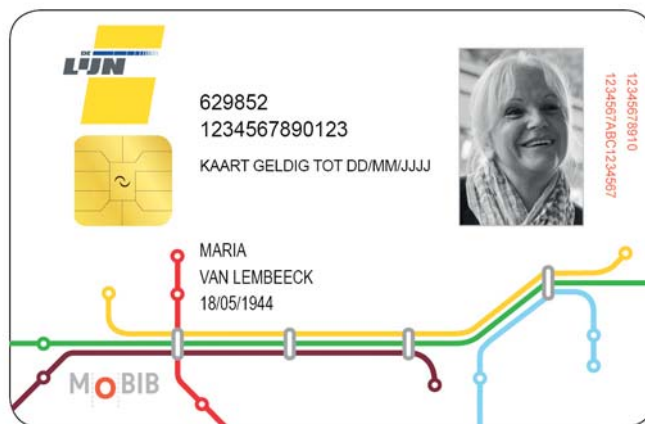 DE
LIJN
629852
1234567890123
KAART GELDIG TOT DD/MM/JJJJ
12345678910
1234567ABC1234567
MARIA
VAN LEMBEECK
18/05/1944
MOBIB